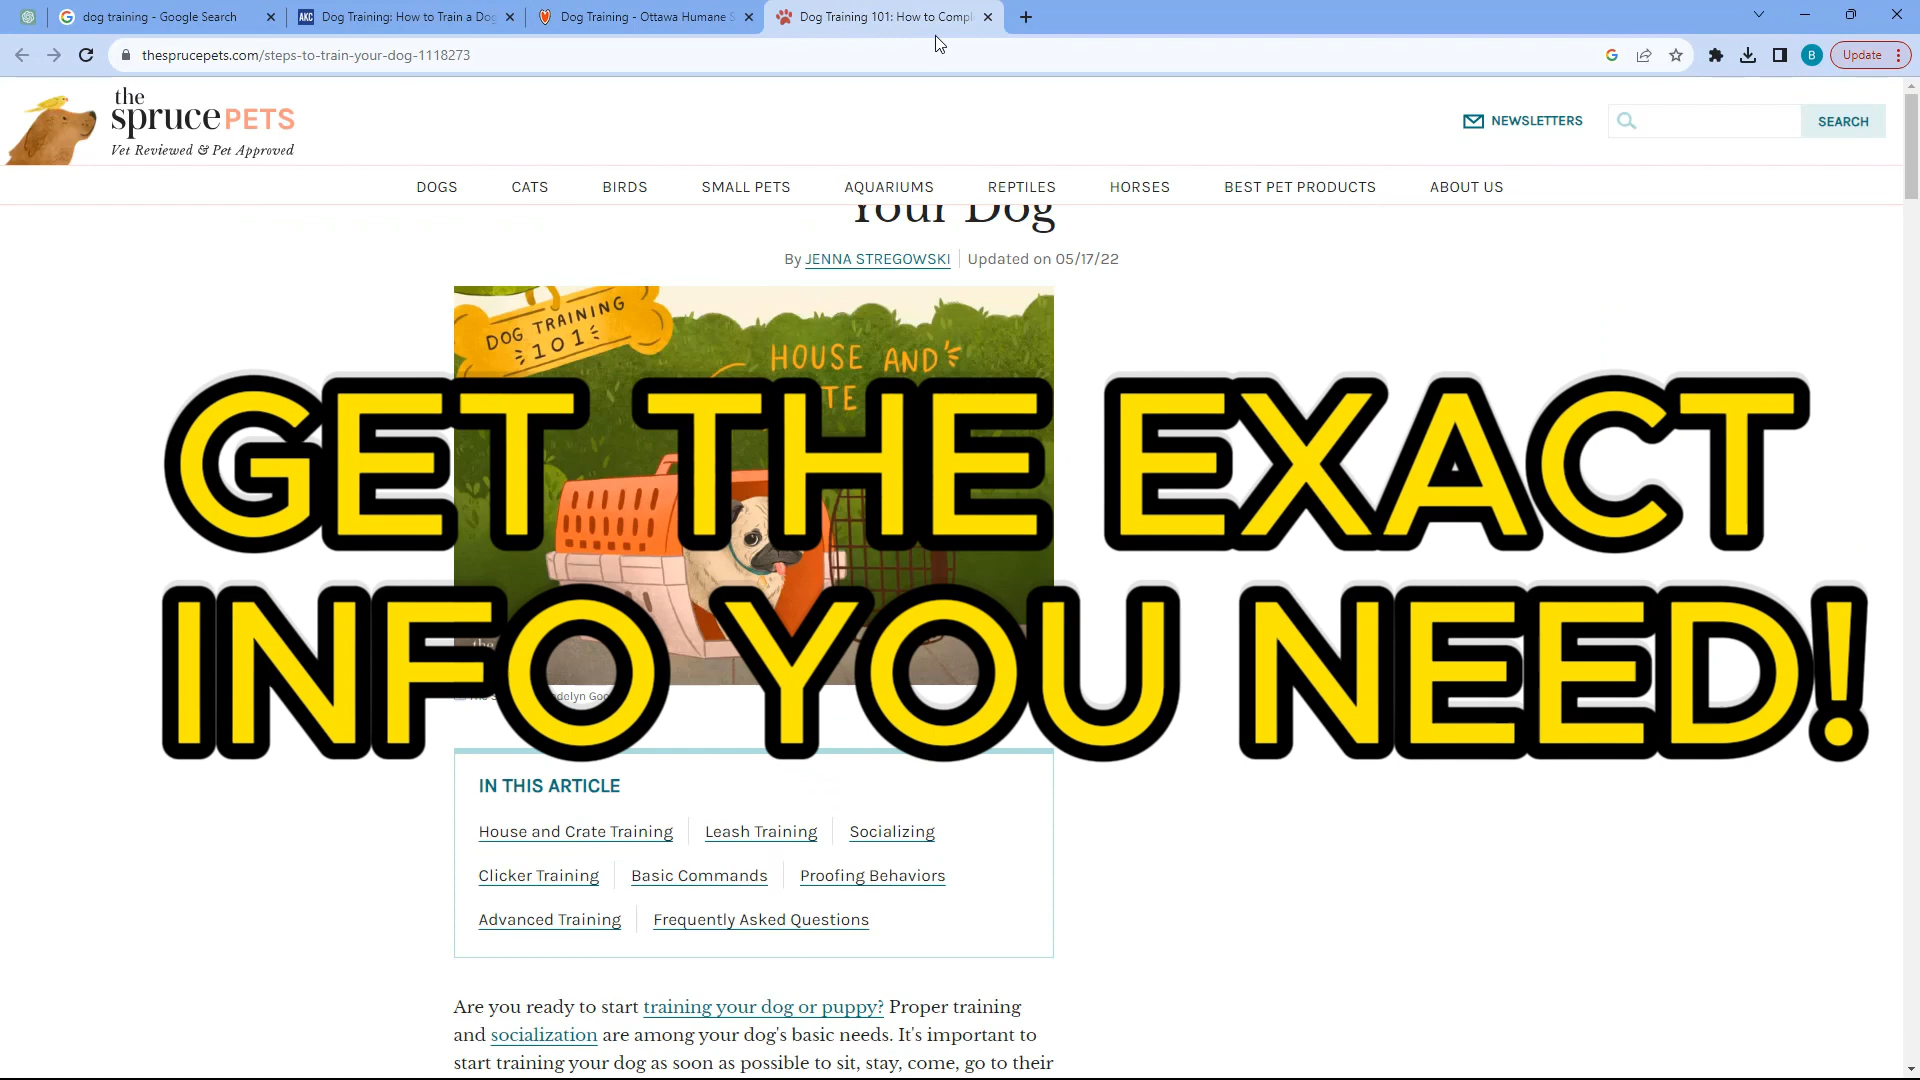 dog training - Google Search
AKC
Dog Training: How to Train a Dog
Dog Training - Ottawa Humane S
Dog Training 101: How to Compl
thesprucepets.com/steps-to-train-your-dog-1118273
B
Update
the
spruce PETS
Vet Reviewed & Pet Approved
NEWSLETTERS
SEARCH
DOGS CATS BIRDS SMALL PETS AQUARIUMS REPTILES HORSES BEST PET PRODUCTS ABOUT US
Your Dog
By JENNA STREGOWSKI Updated on 05/17/22
DOG TRAINING
101
HOUSE AND
GET THE EXACT
INFO YOU NEED!
the
IN THIS ARTICLE
House and Crate Training Leash Training Socializing
Clicker Training Basic Commands Proofing Behaviors
Advanced Training Frequently Asked Questions
Are you ready to start training your dog or puppy? Proper training
and socialization are among your dog's basic needs. It's important to
start training your dog as soon as possible to sit, stay, come, go to their